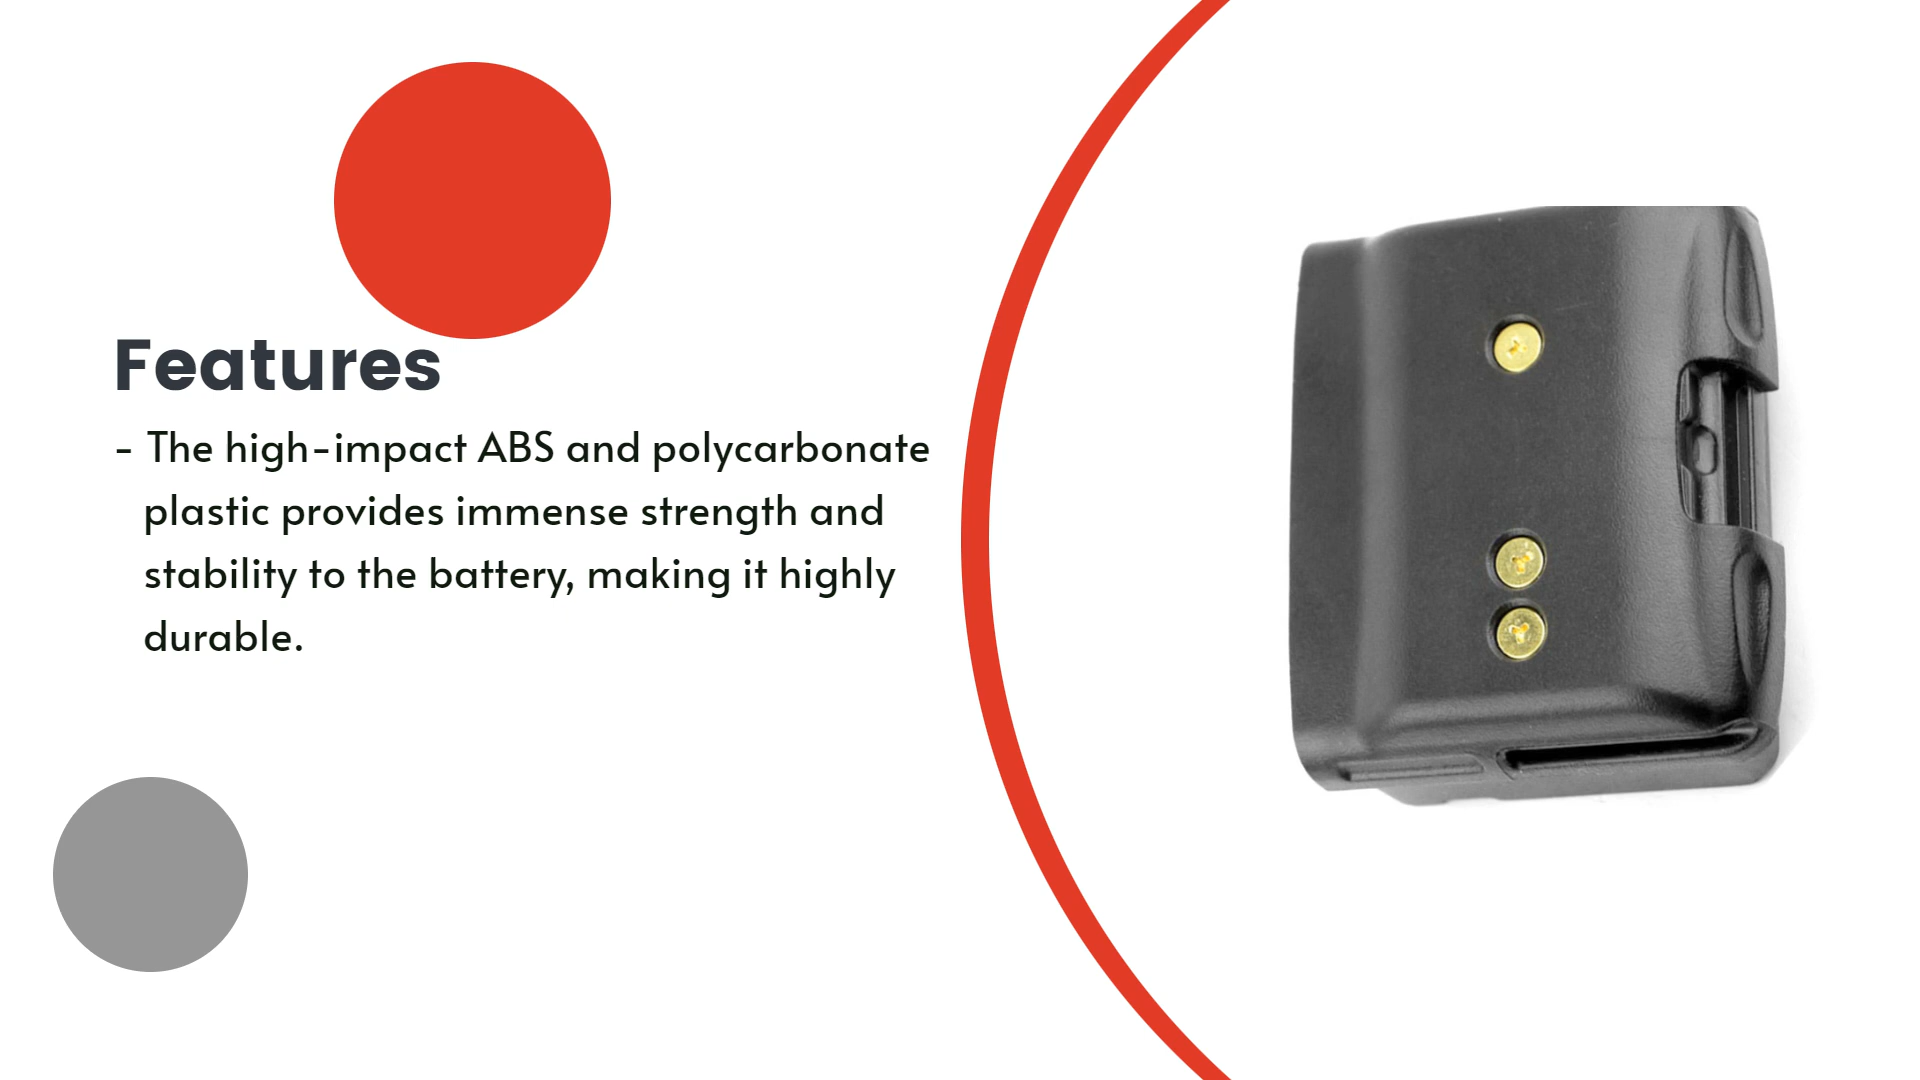 Features
- The high-impact ABS and polycarbonate
plastic provides immense strength and
stability to the battery, making it highly
durable.